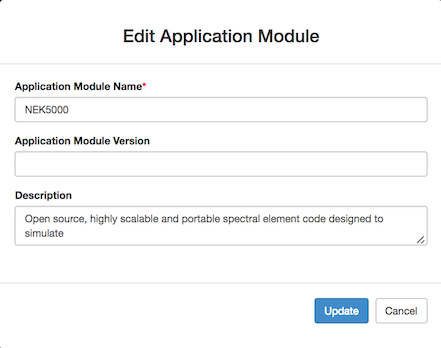 Edit Application Module
Application Module Name*
NEK5000
Application Module Version
Description
Open source, highly scalable and portable spectral element code designed to
simulate
Update Cancel